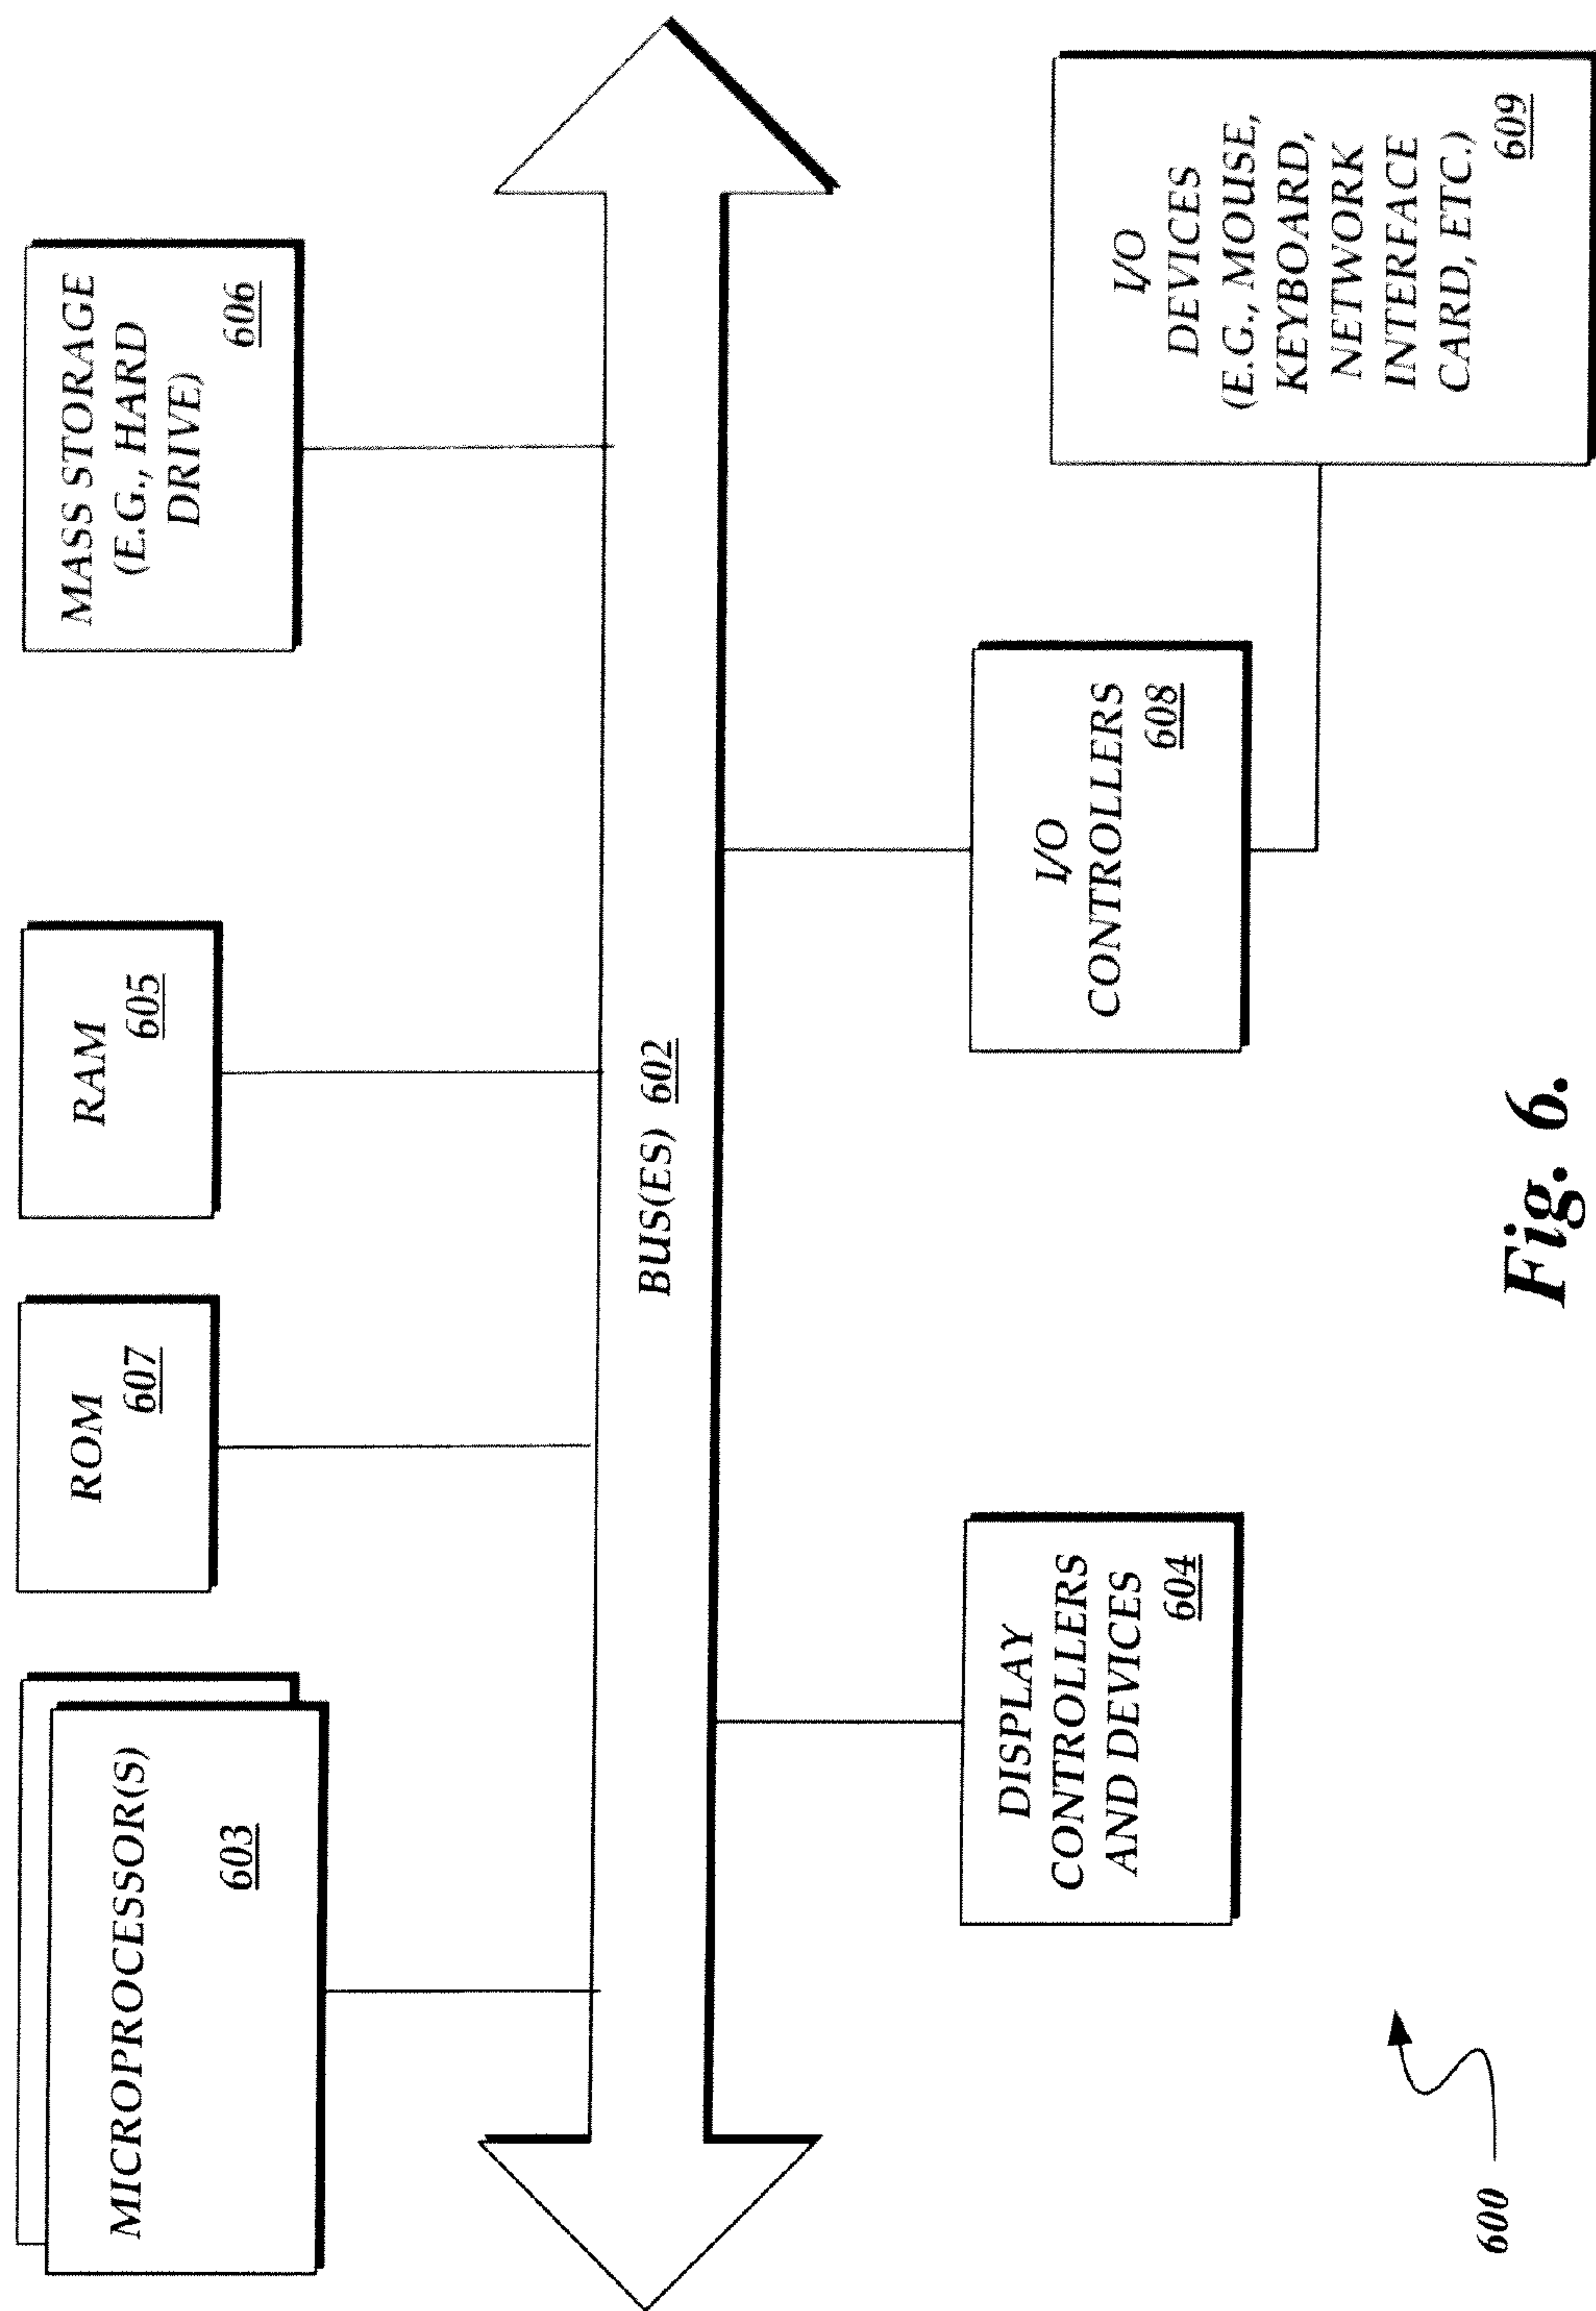 MICROPROCESSOR(S)
603
ROM
607
RAM
605
MASS STORAGE
(E.G., HARD
DRIVE)
606
BUS(ES) 602
DISPLAY
CONTROLLERS
AND DEVICES
604
I/O
CONTROLLERS
608
I/O
DEVICES
(E.G., MOUSE,
KEYBOARD,
NETWORK
INTERFACE
CARD, ETC.)
609
600
Fig. 6.